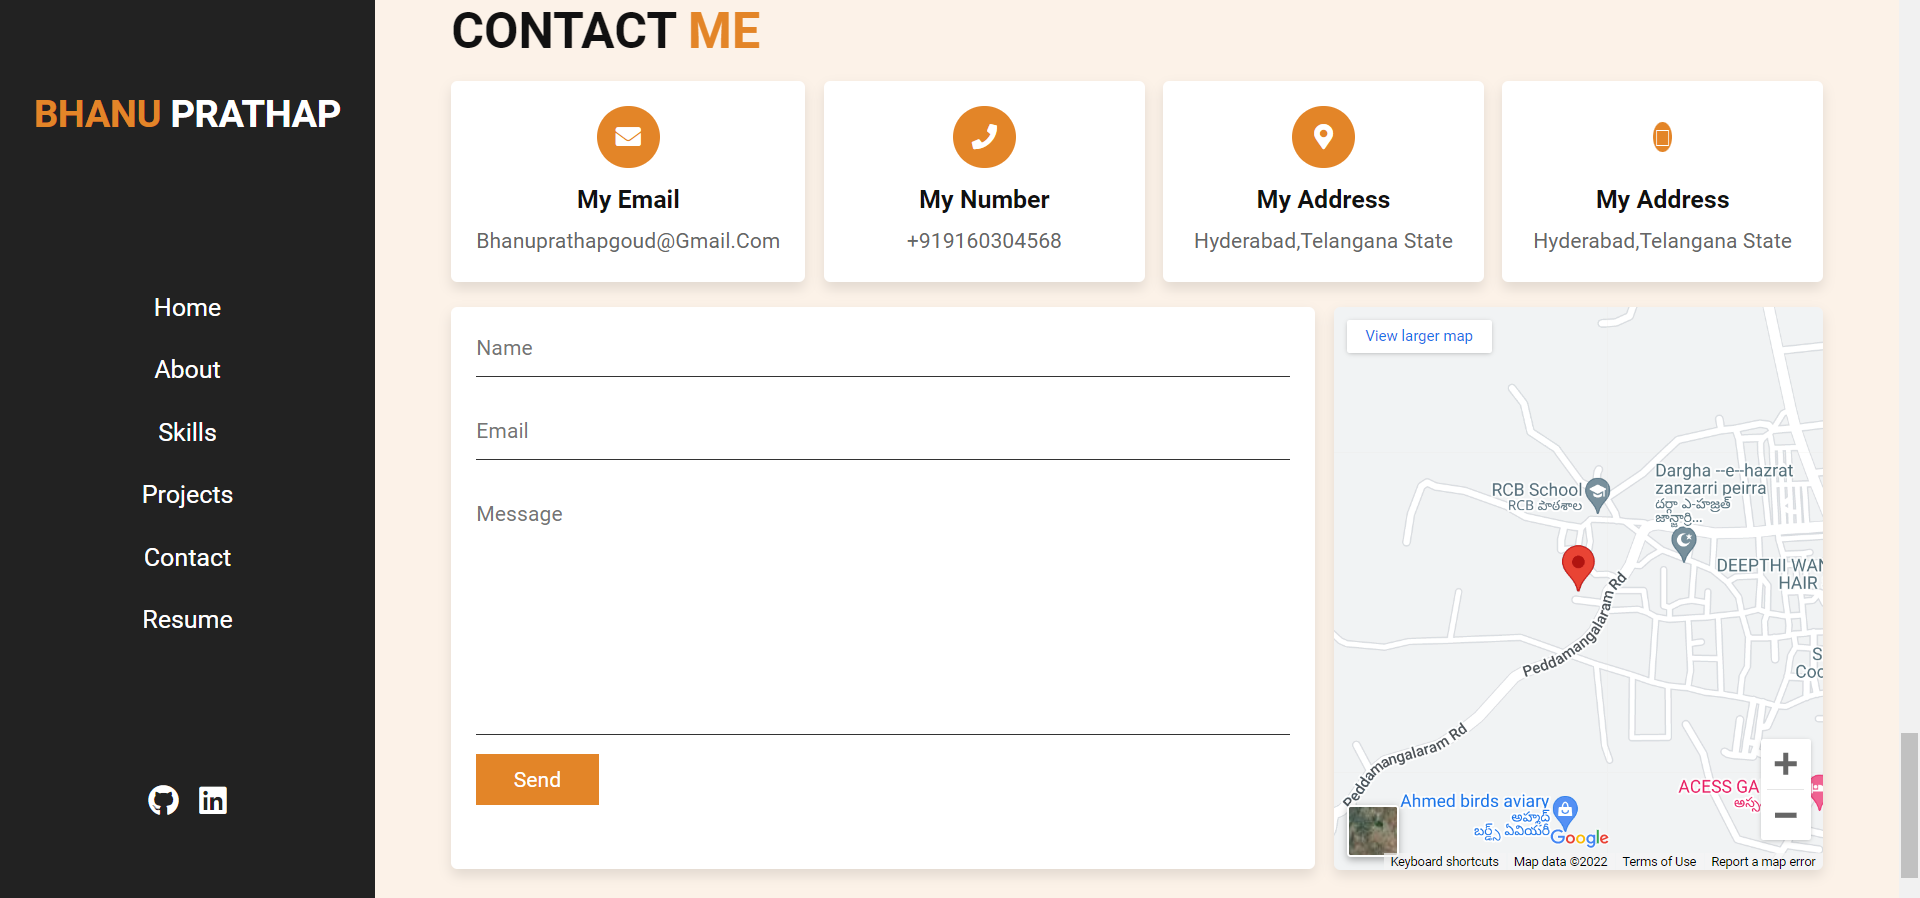 BHANU PRATHAP
Home
About
Skills
Projects
Contact
Resume
CONTACT ME
My Email
Bhanuprathapgoud@Gmail.Com
My Number
+919160304568
My Address
Hyderabad,Telangana State
My Address
Hyderabad,Telangana State
Name
Email
Message
Send
View larger map
Dargha --e--hazrat
zanzarri peirra
దర్గా ఎ-హజ్రత్
జాన్జార్రి...
RCB School
RCB పాఠశాల
DEEPTHI WAN
HAIR
Peddamangalaram Rd
S
Coo
Peddamangalaram Rd
ACESS GA
అస్స
Ahmed birds aviary
అహ్మద్
బర్డ్స్ ఏవియరీ
Google
Keyboard shortcuts Map data ©2022 Terms of Use Report a map error